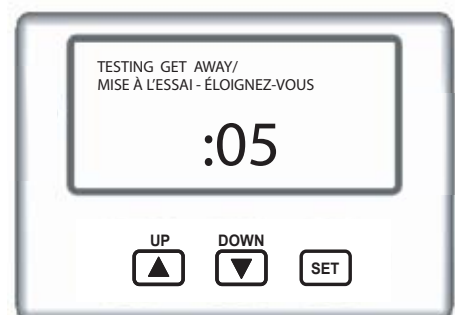 TESTING GET AWAY/
MISE À L'ESSAI - ÉLOIGNEZ-VOUS
:05
UP DOWN
SET